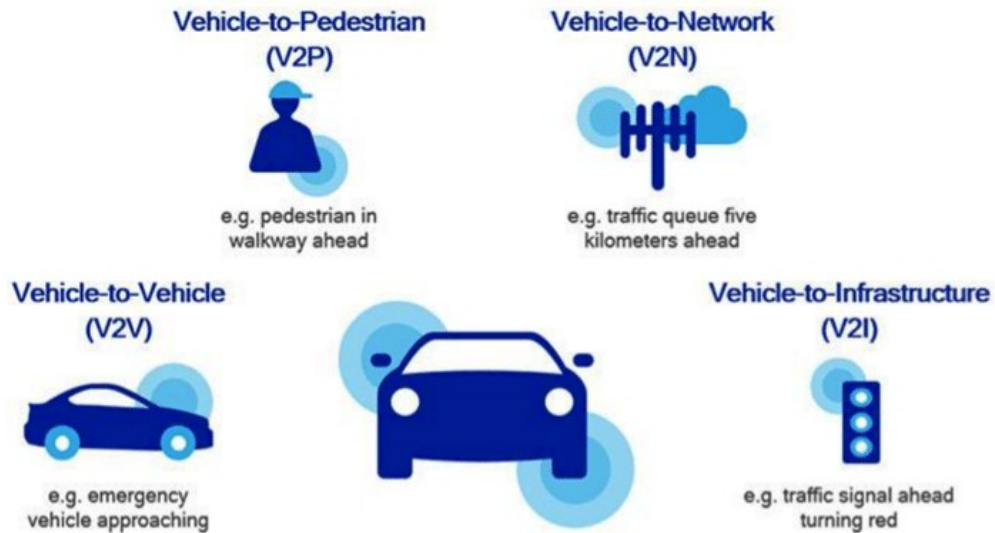 Vehicle-to-Pedestrian
(V2P)
e.g. pedestrian in
walkway ahead
Vehicle-to-Network
(V2N)
e.g. traffic queue five
kilometers ahead
Vehicle-to-Vehicle
(V2V)
e.g. emergency
vehicle approaching
Vehicle-to-Infrastructure
(V2I)
e.g. traffic signal ahead
turning red